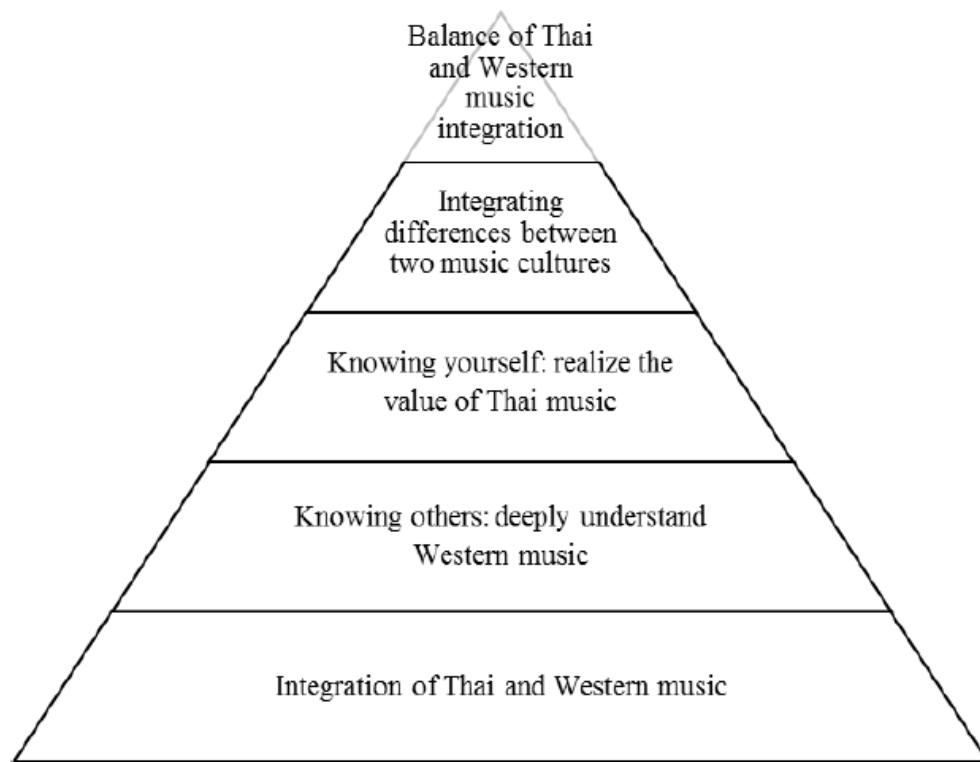 Balance of Thai
and Western
music
integration
Integrating
differences between
two music cultures
Knowing yourself: realize the
value of Thai music
Knowing others: deeply understand
Western music
Integration of Thai and Western music